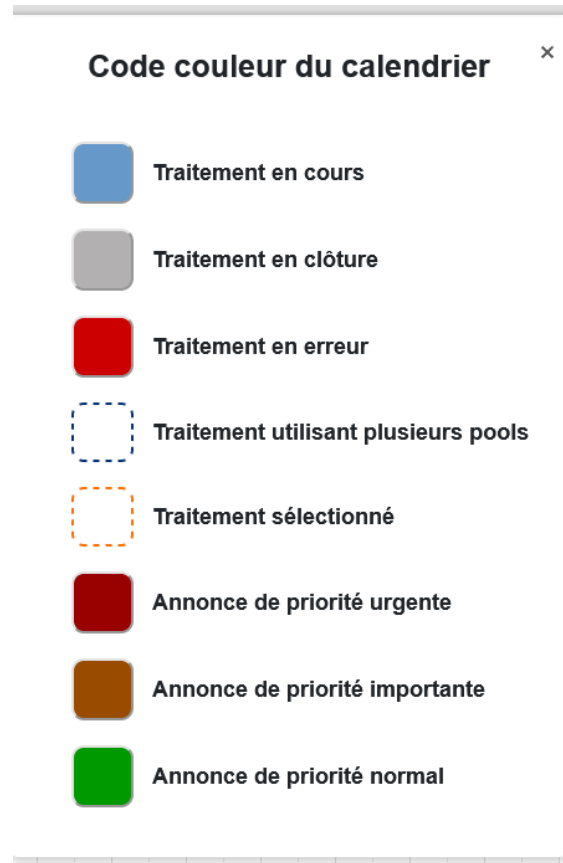 Code couleur du calendrier ×
Traitement en cours
Traitement en clôture
Traitement en erreur
Traitement utilisant plusieurs pools
Traitement sélectionné
Annonce de priorité urgente
Annonce de priorité importante
Annonce de priorité normal